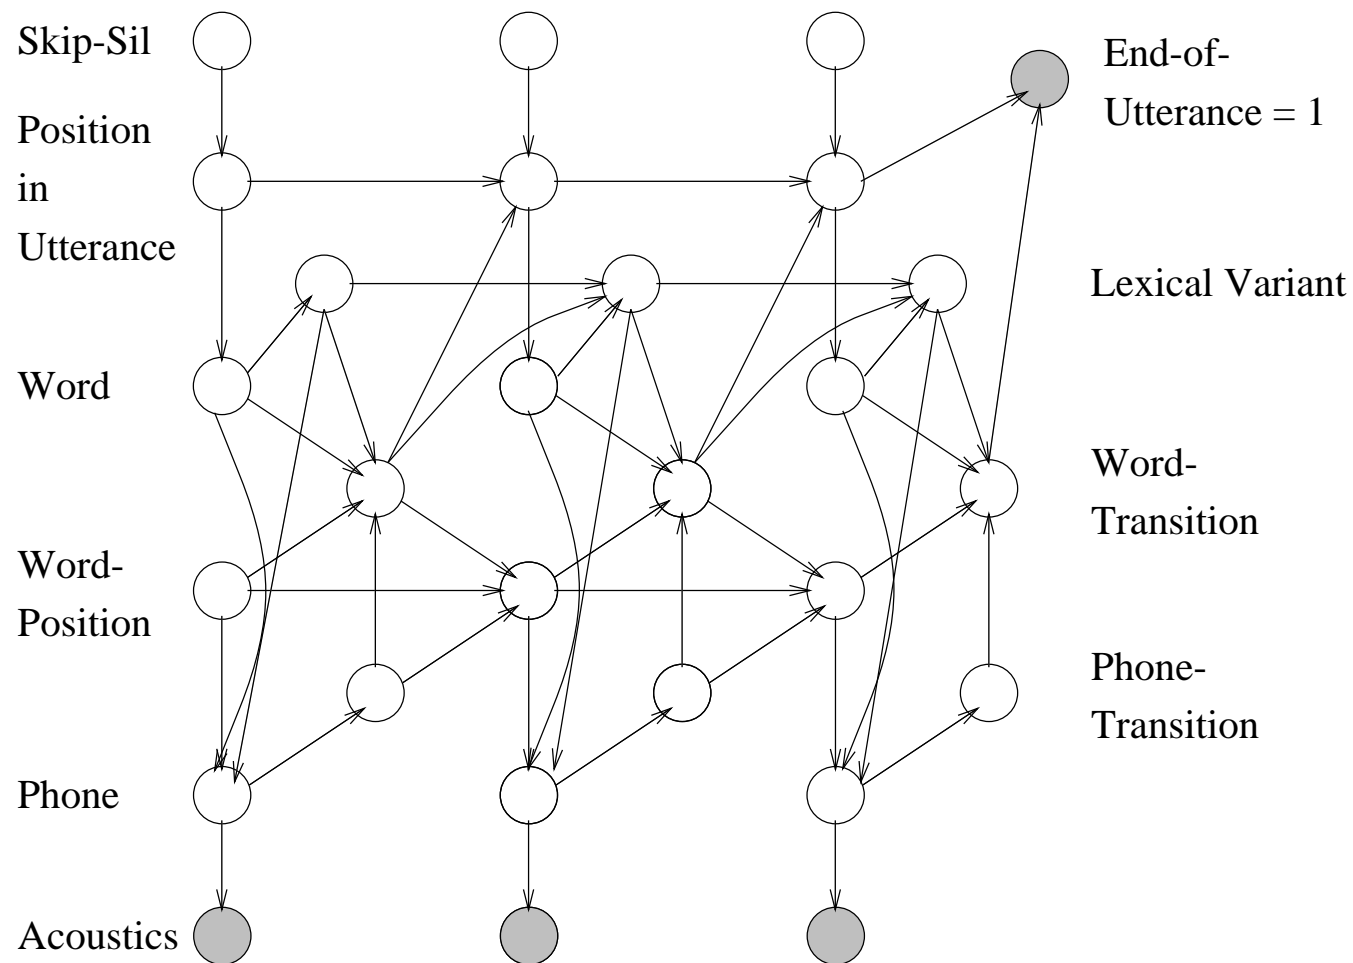 Skip-Sil
End-of-
Utterance = 1
Position
in
Utterance
Lexical Variant
Word
Word-
Transition
Word-
Position
Phone-
Transition
Phone
Acoustics